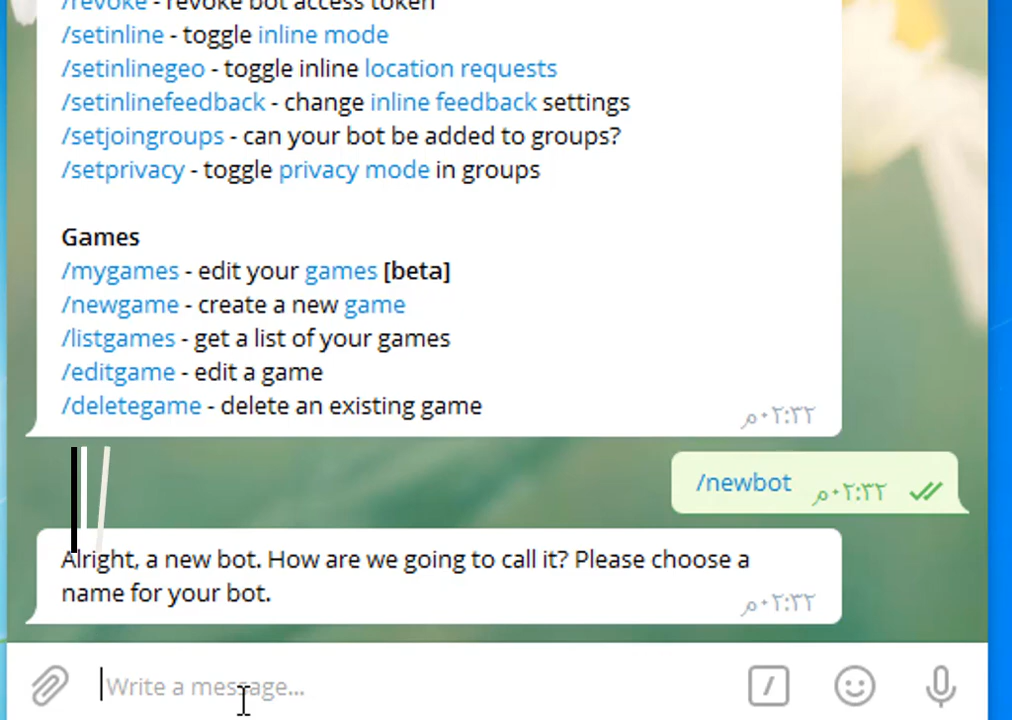 /revoke - revoke bot access token
/setinline - toggle inline mode
/setinlinegeo - toggle inline location requests
/setinlinefeedback - change inline feedback settings
/setjoingroups - can your bot be added to groups?
/setprivacy - toggle privacy mode in groups
Games
/mygames - edit your games [beta]
/newgame - create a new game
/listgames - get a list of your games
/editgame - edit a game
/deletegame - delete an existing game
٠٢:٣٢م
/newbot ٠٢:٣٢م
Alright, a new bot. How are we going to call it? Please choose a
name for your bot.
٠٢:٣٢م
Write a message...